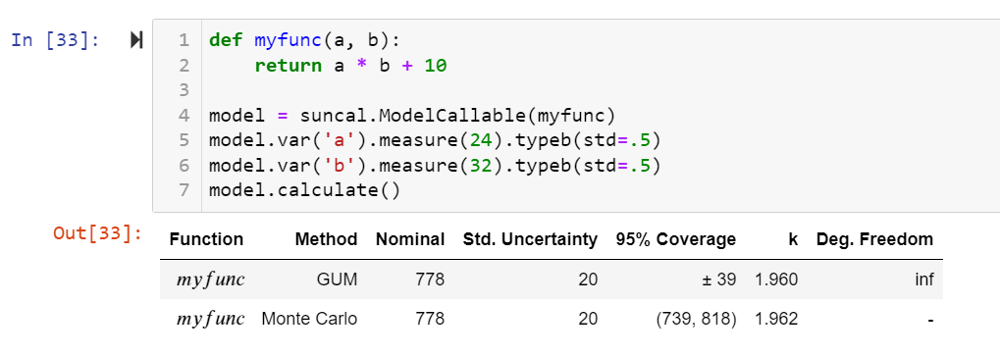 In [33]:
1 def myfunc(a, b):
2     return a * b + 10
3
4 model = suncal.ModelCallable(myfunc)
5 model.var('a').measure(24).typeb(std=.5)
6 model.var('b').measure(32).typeb(std=.5)
7 model.calculate()
Out[33]:
Function Method Nominal Std. Uncertainty 95% Coverage k Deg. Freedom
myfunc GUM 778 20 ± 39 1.960 inf
myfunc Monte Carlo 778 20 (739, 818) 1.962 -